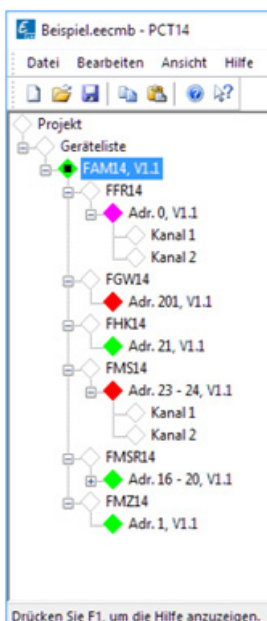 Beispiel.eecmb - PCT14
Datei Bearbeiten Ansicht Hilfe
Projekt
Geräteliste
FAM14, V1.1
FFR14
Adr. 0, V1.1
Kanal 1
Kanal 2
FGW14
Adr. 201, V1.1
FHK14
Adr. 21, V1.1
FMS14
Adr. 23 - 24, V1.1
Kanal 1
Kanal 2
FMSR14
Adr. 16 - 20, V1.1
FMZ14
Adr. 1, V1.1
Drücken Sie F1, um die Hilfe anzuzeigen.